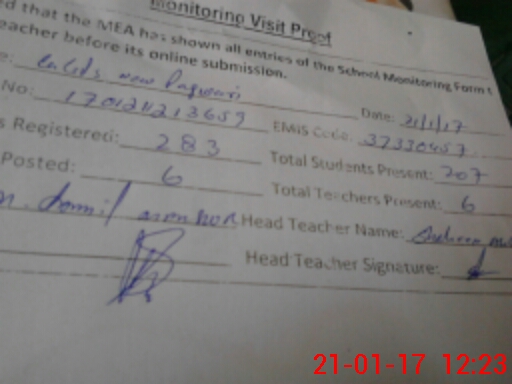 Monitoring Visit Proof
ed that the MEA has shown all entries of the School Monitoring Form t
eacher before its online submission.
e: Date: 21/1/17
No: 170121121213659 EMIS Code: 37330457
s Registered: 283 Total Students Present: 207
Posted: 6 Total Teachers Present: 6
Head Teacher Name:
Head Teacher Signature:
21-01-17 12:23